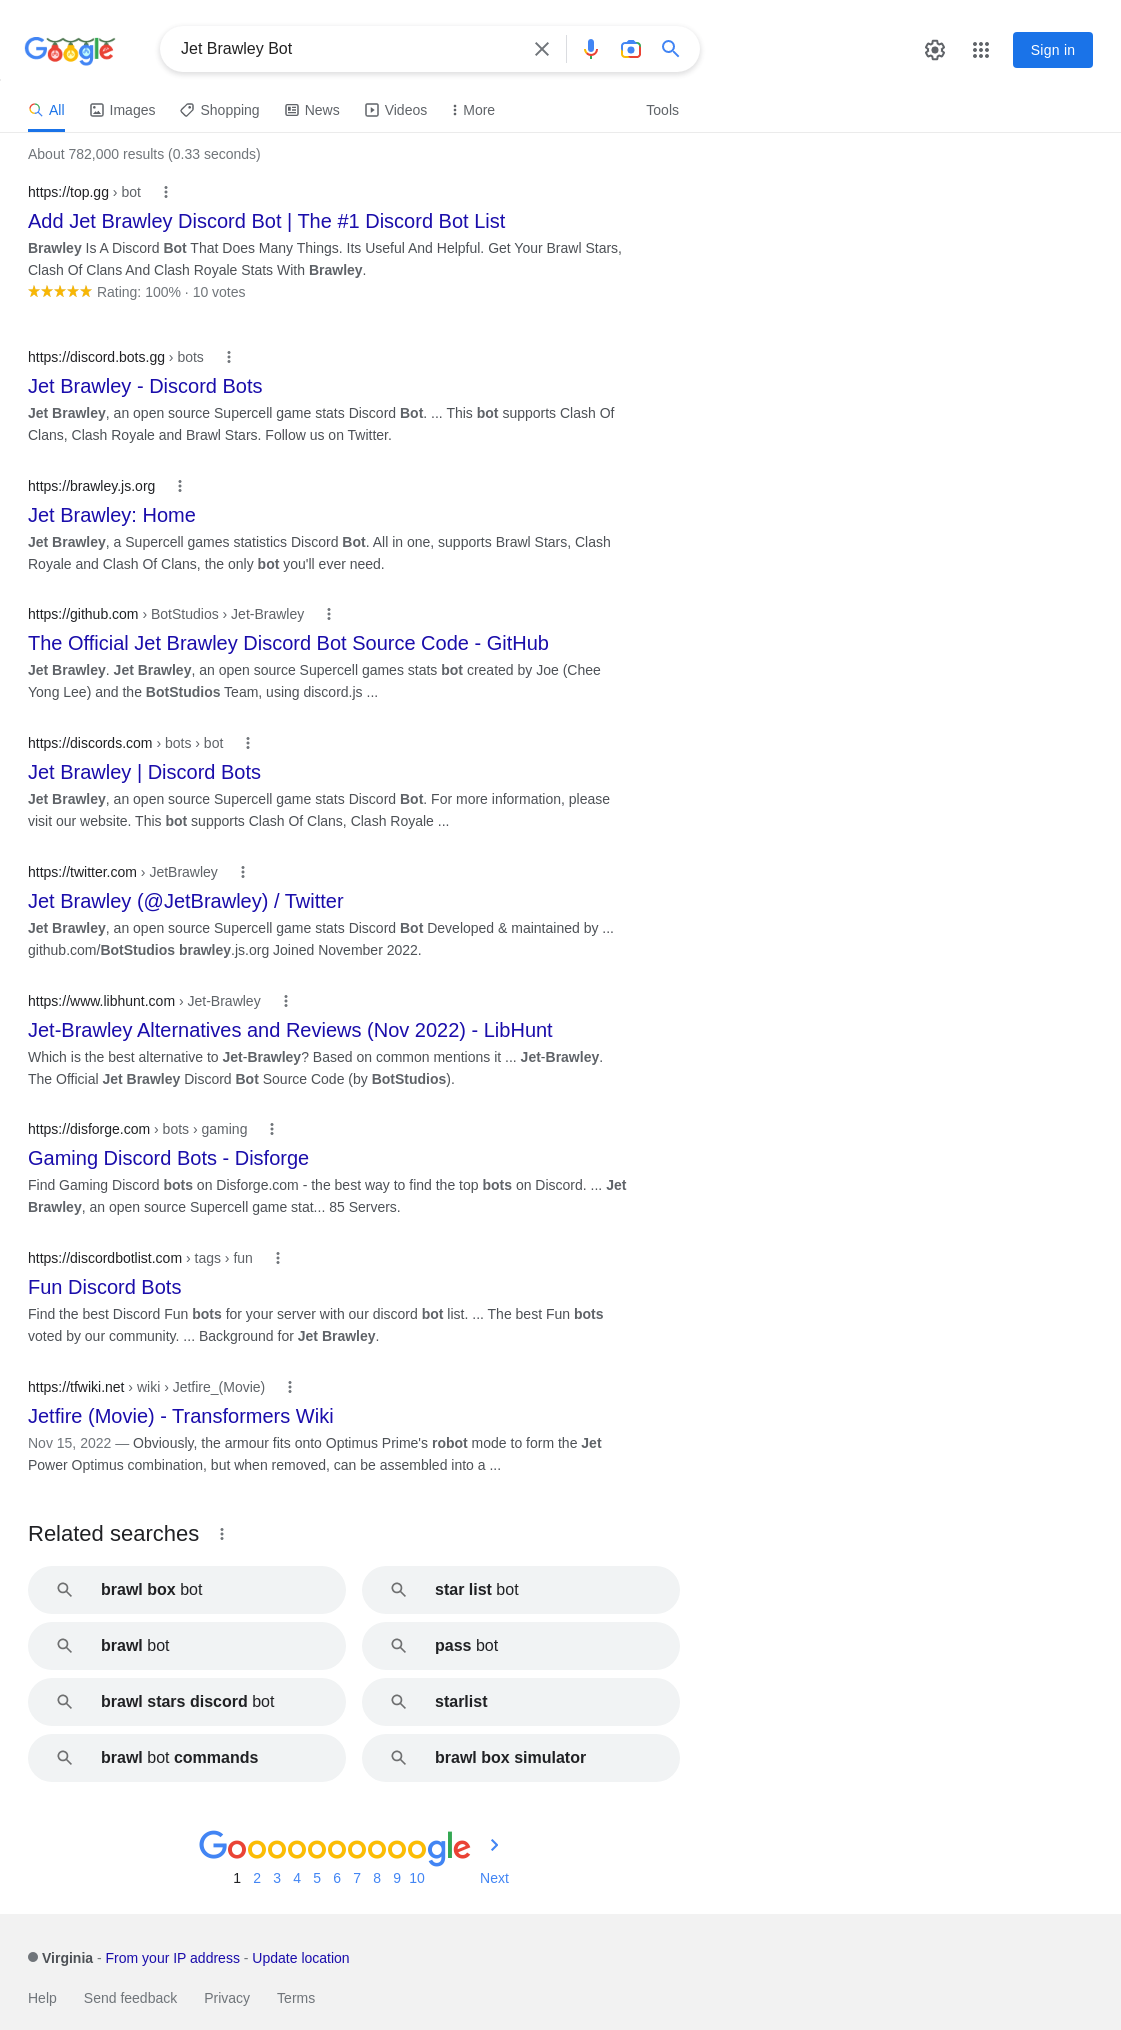 Google
Jet Brawley Bot
Sign in
All Images Shopping News Videos More Tools
About 782,000 results (0.33 seconds)
https://top.gg › bot
Add Jet Brawley Discord Bot | The #1 Discord Bot List
Brawley Is A Discord Bot That Does Many Things. Its Useful And Helpful. Get Your Brawl Stars,
Clash Of Clans And Clash Royale Stats With Brawley.
Rating: 100% · 10 votes
https://discord.bots.gg › bots
Jet Brawley - Discord Bots
Jet Brawley, an open source Supercell game stats Discord Bot. ... This bot supports Clash Of
Clans, Clash Royale and Brawl Stars. Follow us on Twitter.
https://brawley.js.org
Jet Brawley: Home
Jet Brawley, a Supercell games statistics Discord Bot. All in one, supports Brawl Stars, Clash
Royale and Clash Of Clans, the only bot you'll ever need.
https://github.com › BotStudios › Jet-Brawley
The Official Jet Brawley Discord Bot Source Code - GitHub
Jet Brawley. Jet Brawley, an open source Supercell games stats bot created by Joe (Chee
Yong Lee) and the BotStudios Team, using discord.js ...
https://discords.com › bots › bot
Jet Brawley | Discord Bots
Jet Brawley, an open source Supercell game stats Discord Bot. For more information, please
visit our website. This bot supports Clash Of Clans, Clash Royale ...
https://twitter.com › JetBrawley
Jet Brawley (@JetBrawley) / Twitter
Jet Brawley, an open source Supercell game stats Discord Bot Developed & maintained by ...
github.com/BotStudios brawley.js.org Joined November 2022.
https://www.libhunt.com › Jet-Brawley
Jet-Brawley Alternatives and Reviews (Nov 2022) - LibHunt
Which is the best alternative to Jet-Brawley? Based on common mentions it ... Jet-Brawley.
The Official Jet Brawley Discord Bot Source Code (by BotStudios).
https://disforge.com › bots › gaming
Gaming Discord Bots - Disforge
Find Gaming Discord bots on Disforge.com - the best way to find the top bots on Discord. ... Jet
Brawley, an open source Supercell game stat... 85 Servers.
https://discordbotlist.com › tags › fun
Fun Discord Bots
Find the best Discord Fun bots for your server with our discord bot list. ... The best Fun bots
voted by our community. ... Background for Jet Brawley.
https://tfwiki.net › wiki › Jetfire_(Movie)
Jetfire (Movie) - Transformers Wiki
Nov 15, 2022 — Obviously, the armour fits onto Optimus Prime's robot mode to form the Jet
Power Optimus combination, but when removed, can be assembled into a ...
Related searches
brawl box bot star list bot
brawl bot pass bot
brawl stars discord bot starlist
brawl bot commands brawl box simulator
Goooooooooogle
1 2 3 4 5 6 7 8 9 10 Next
Virginia - From your IP address - Update location
Help Send feedback Privacy Terms